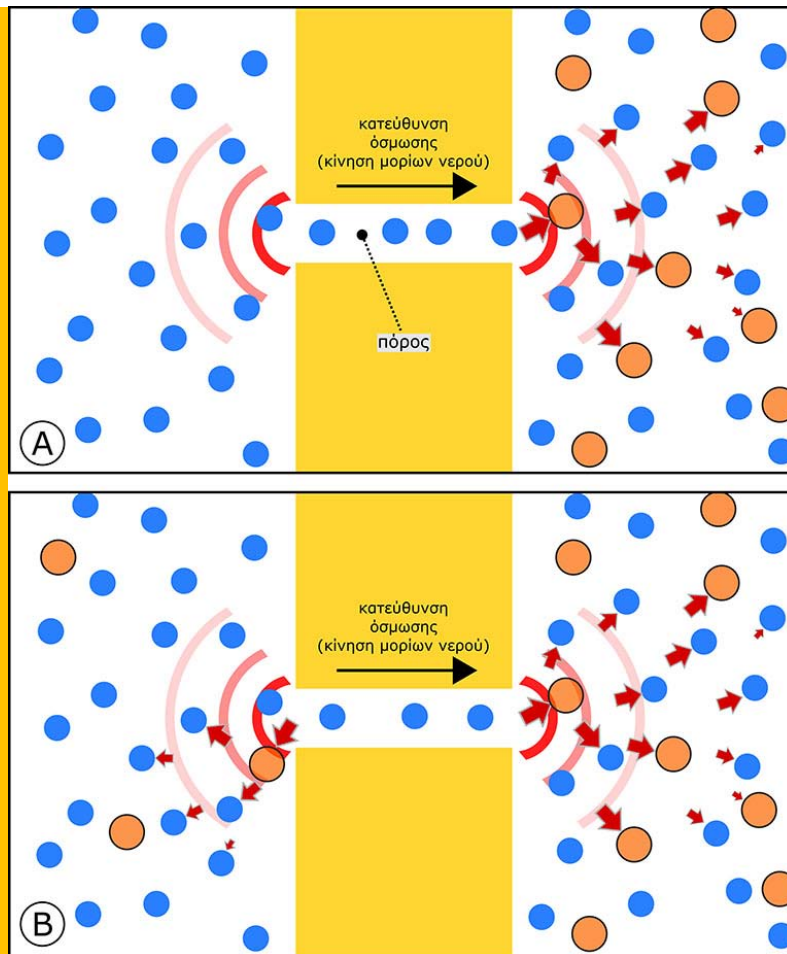 κατεύθυνση
όσμωσης
(κίνηση μορίων νερού)
πόρος
A
κατεύθυνση
όσμωσης
(κίνηση μορίων νερού)
B